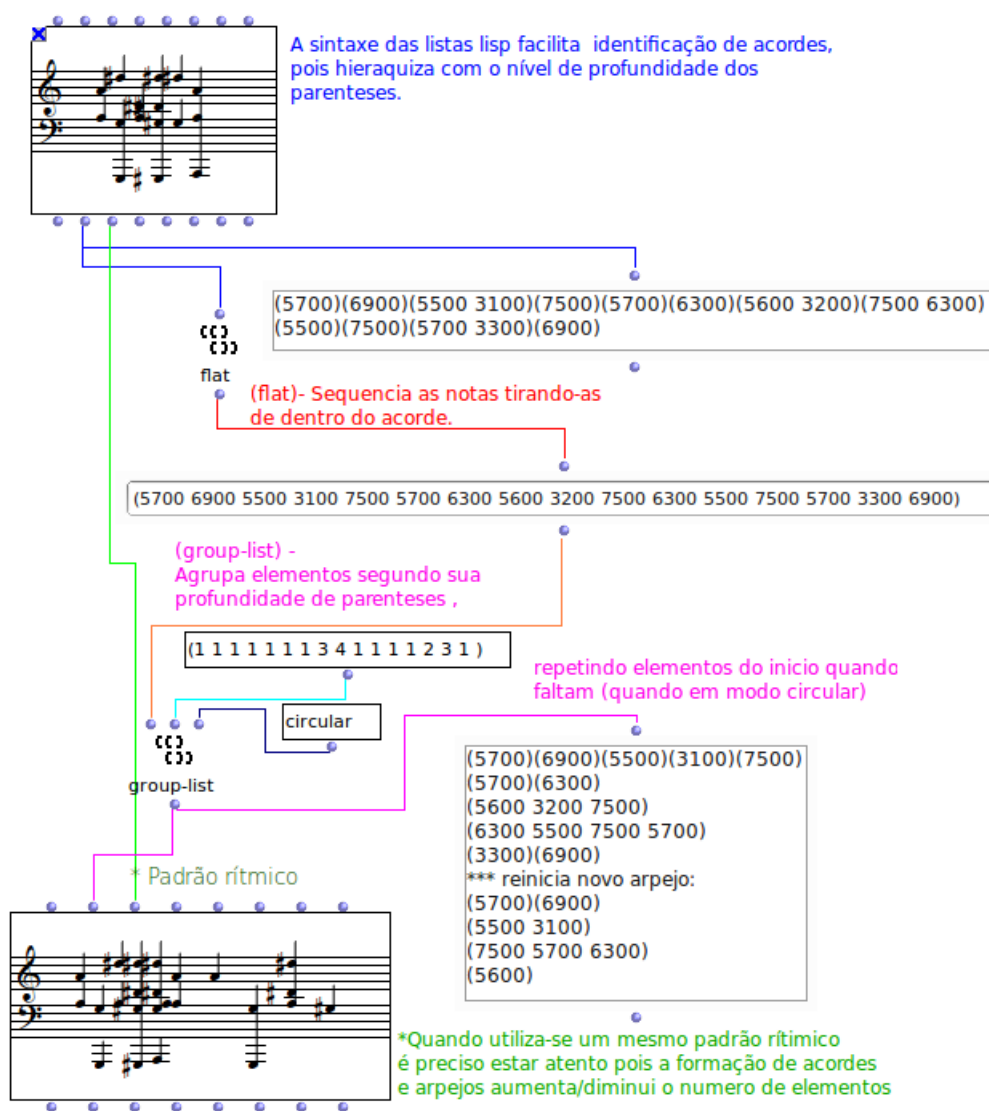 A sintaxe das listas lisp facilita  identificação de acordes,
pois hieraquiza com o nível de profundidade dos
parenteses.
(5700)(6900)(5500 3100)(7500)(5700)(6300)(5600 3200)(7500 6300)
(5500)(7500)(5700 3300)(6900)
flat
(flat)- Sequencia as notas tirando-as
de dentro do acorde.
(5700 6900 5500 3100 7500 5700 6300 5600 3200 7500 6300 5500 7500 5700 3300 6900)
(group-list) -
Agrupa elementos segundo sua
profundidade de parenteses ,
(1 1 1 1 1 1 1 3 4 1 1 1 1 2 3 1 )
repetindo elementos do inicio quando
faltam (quando em modo circular)
circular
group-list
(5700)(6900)(5500)(3100)(7500)
(5700)(6300)
(5600 3200 7500)
(6300 5500 7500 5700)
(3300)(6900)
*** reinicia novo arpejo:
(5700)(6900)
(5500 3100)
(7500 5700 6300)
(5600)
* Padrão rítmico
*Quando utiliza-se um mesmo padrão rítimico
é preciso estar atento pois a formação de acordes
e arpejos aumenta/diminui o numero de elementos